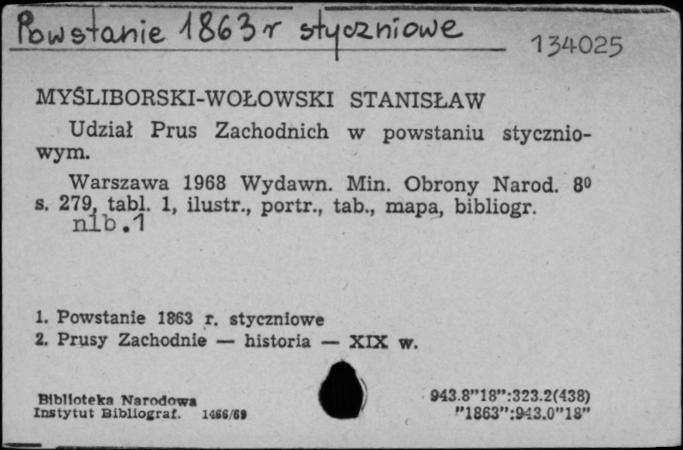 Powstanie 1863 r styczniowe
134025
MYŚLIBORSKI-WOŁOWSKI STANISŁAW
Udział Prus Zachodnich w powstaniu stycznio-
wym.
Warszawa 1968 Wydawn. Min. Obrony Narod. 8⁰
s. 279, tabl. 1, ilustr., portr., tab., mapa, bibliogr.
nlb.1
1. Powstanie 1863 r. styczniowe
2. Prusy Zachodnie — historia — XIX w.
Biblioteka Narodowa
Instytut Bibliograf. 1466/69
943.8"18":323.2(438)
"1863":943.0"18"